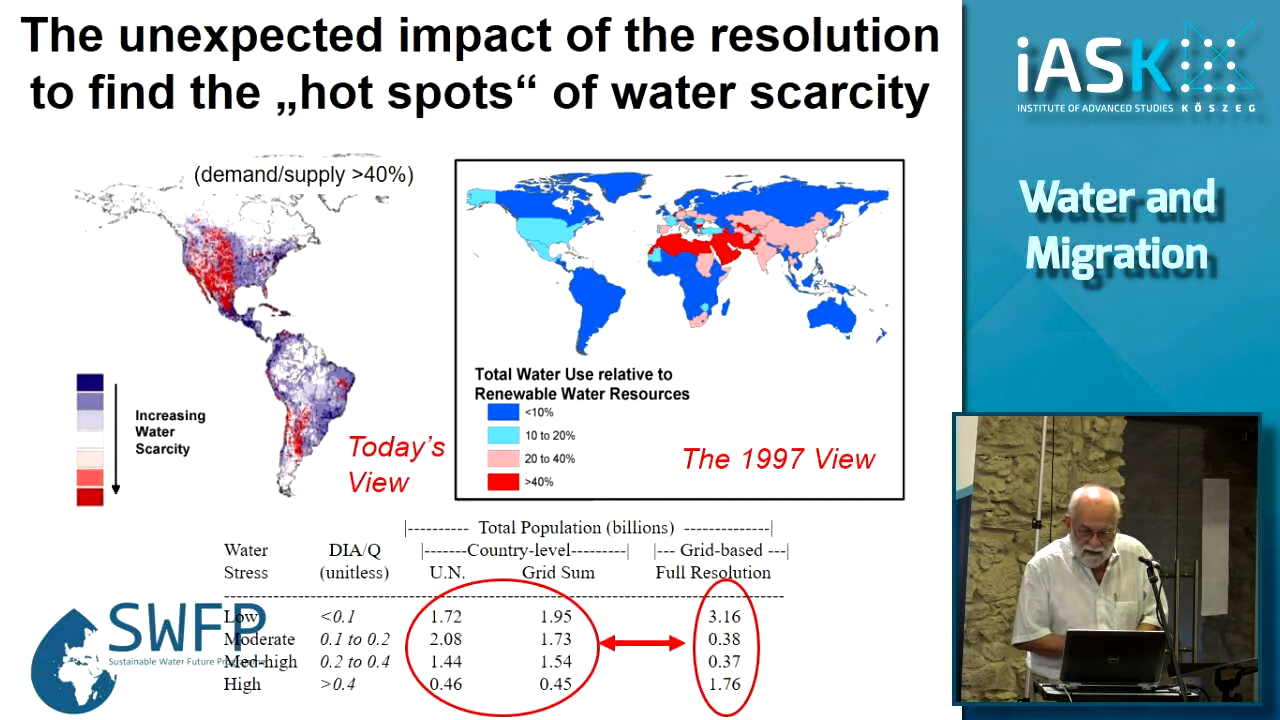 The unexpected impact of the resolution
to find the „hot spots“ of water scarcity
(demand/supply >40%)
Increasing
Water
Scarcity
Today's
View
Total Water Use relative to
Renewable Water Resources
<10%
10 to 20%
20 to 40%
>40%
The 1997 View
|---------- Total Population (billions) --------------|
Water DIA/Q |-------Country-level---------| |--- Grid-based ---|
Stress (unitless) U.N. Grid Sum Full Resolution
Low <0.1 1.72 1.95 3.16
Moderate 0.1 to 0.2 2.08 1.73 0.38
Med-high 0.2 to 0.4 1.44 1.54 0.37
High >0.4 0.46 0.45 1.76
SWFP
Sustainable Water Future
iASK
INSTITUTE OF ADVANCED STUDIES KŐSZEG
Water and
Migration